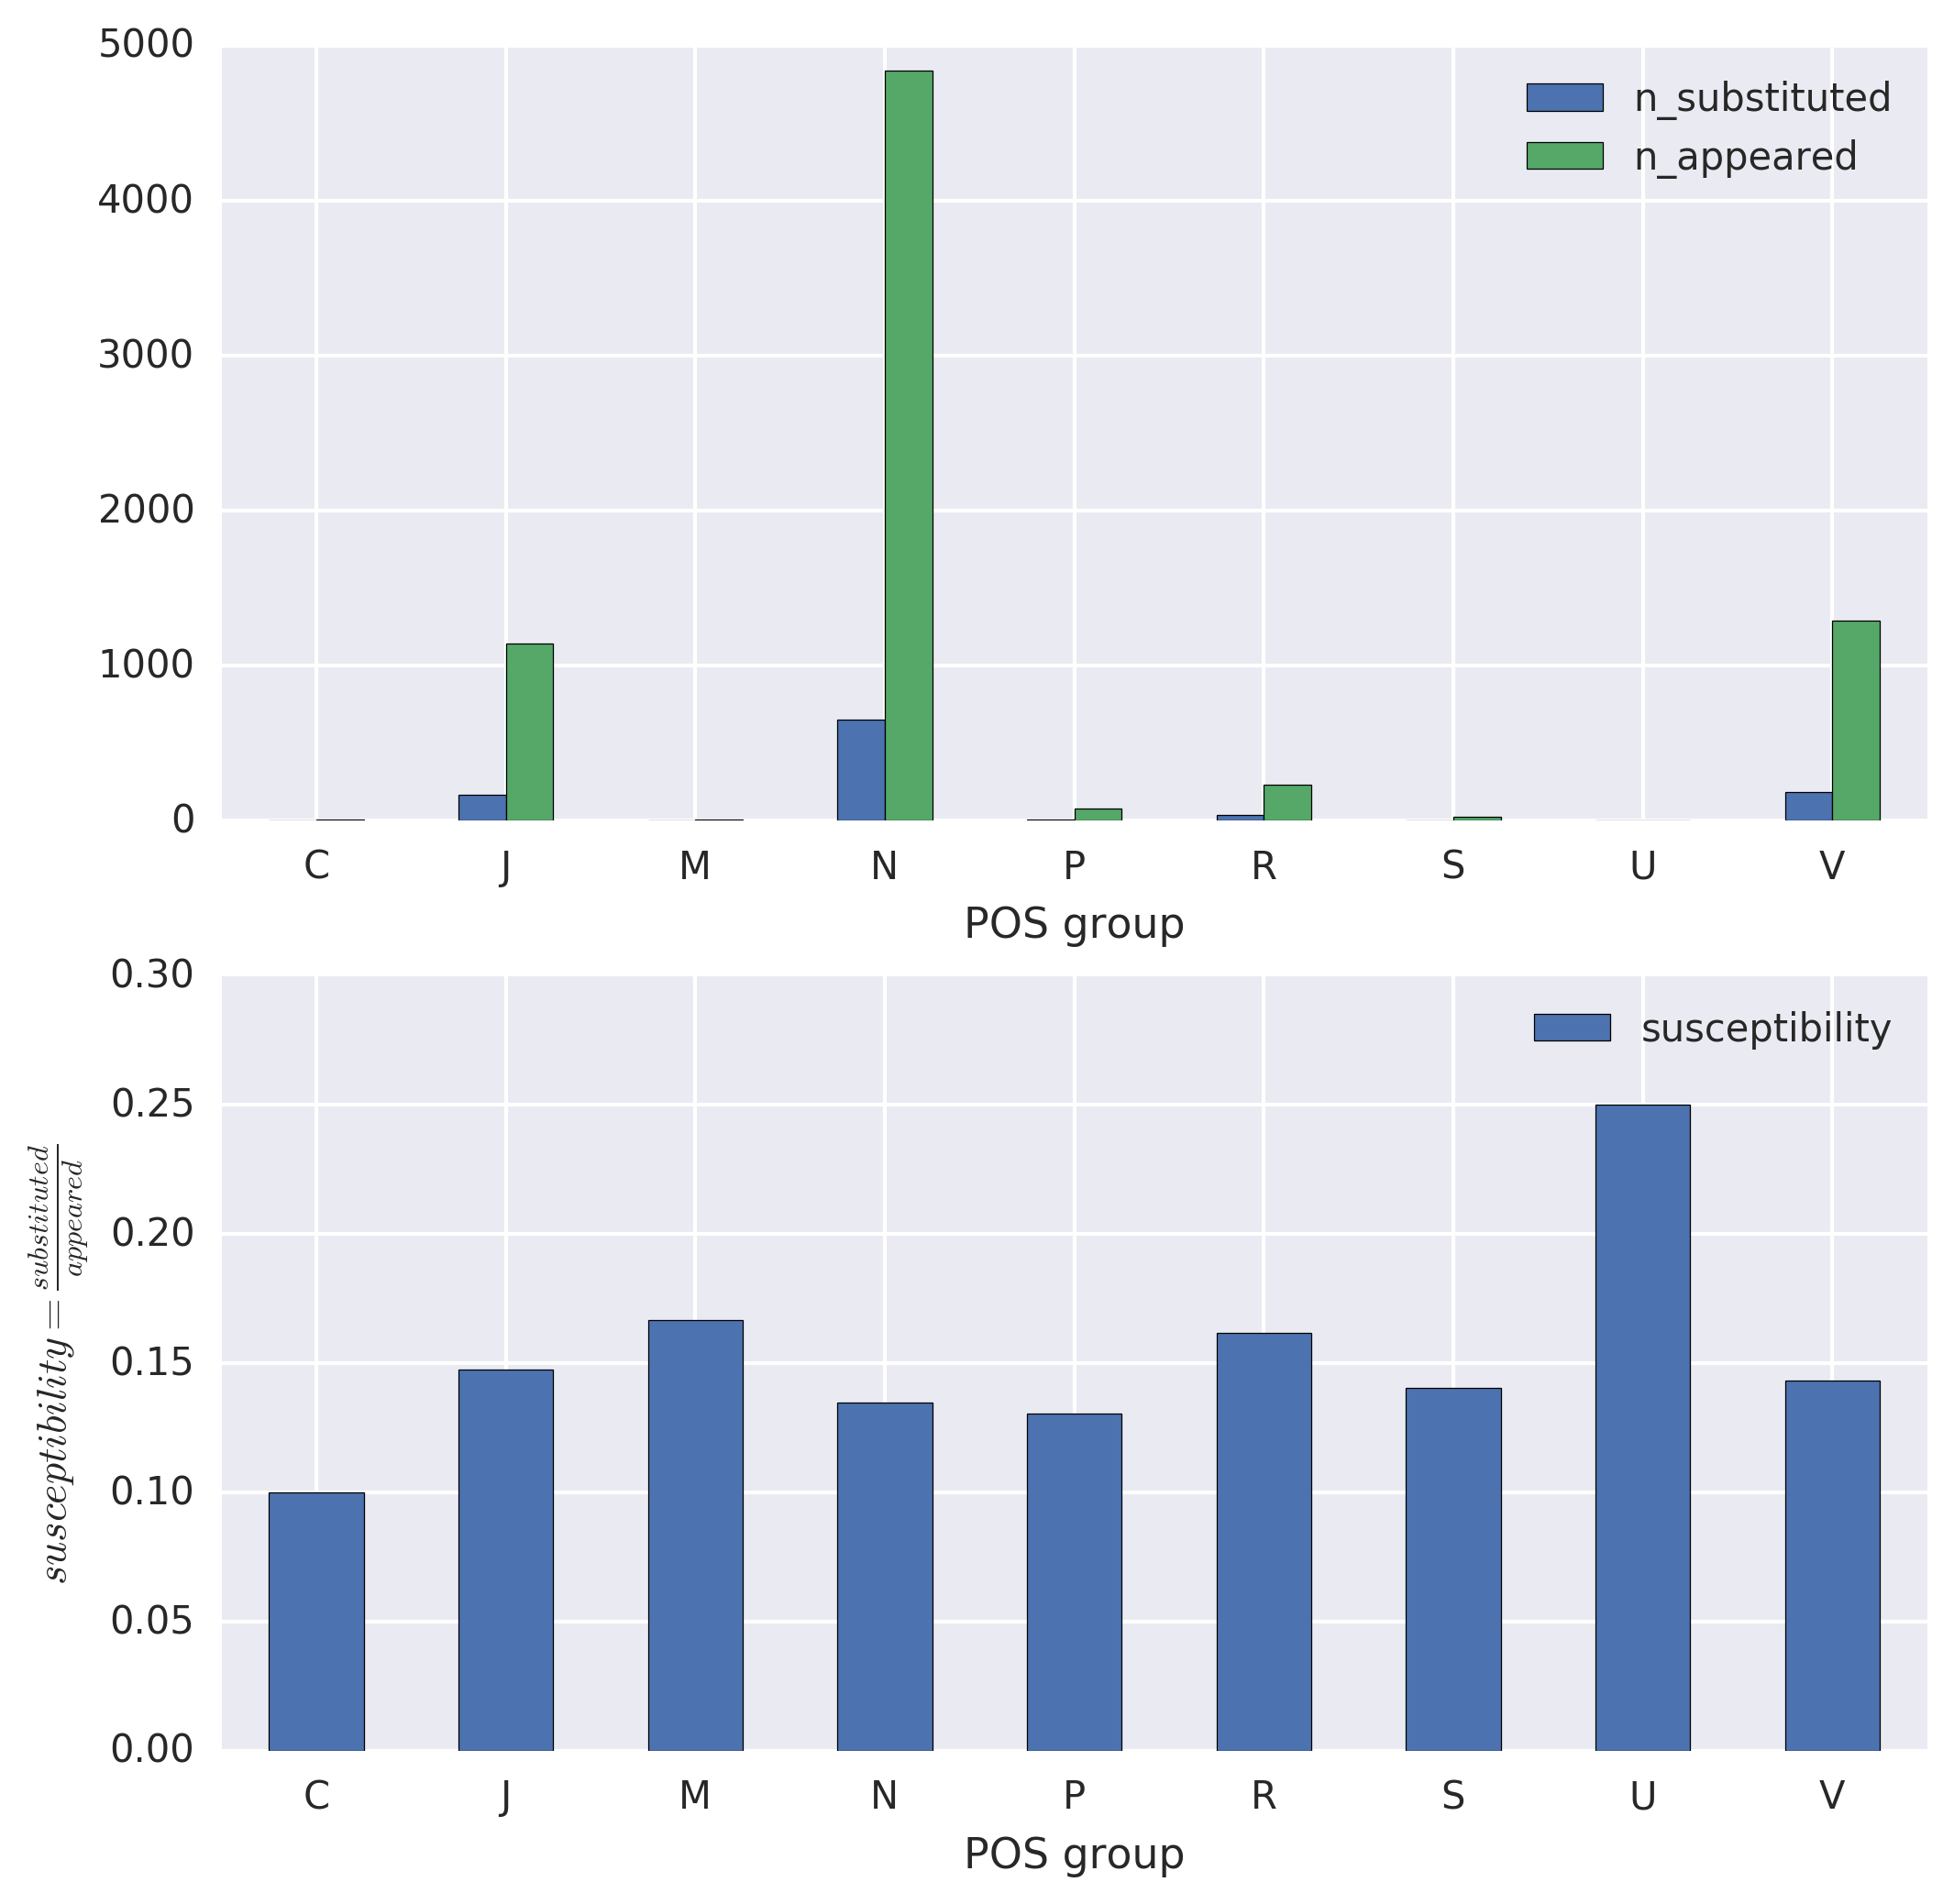 5000
4000
3000
2000
1000
0
n_substituted
n_appeared
C J M N P R S U V
POS group
0.30
0.25
0.20
0.15
0.10
0.05
0.00
susceptibility = substituted / appeared
susceptibility
C J M N P R S U V
POS group